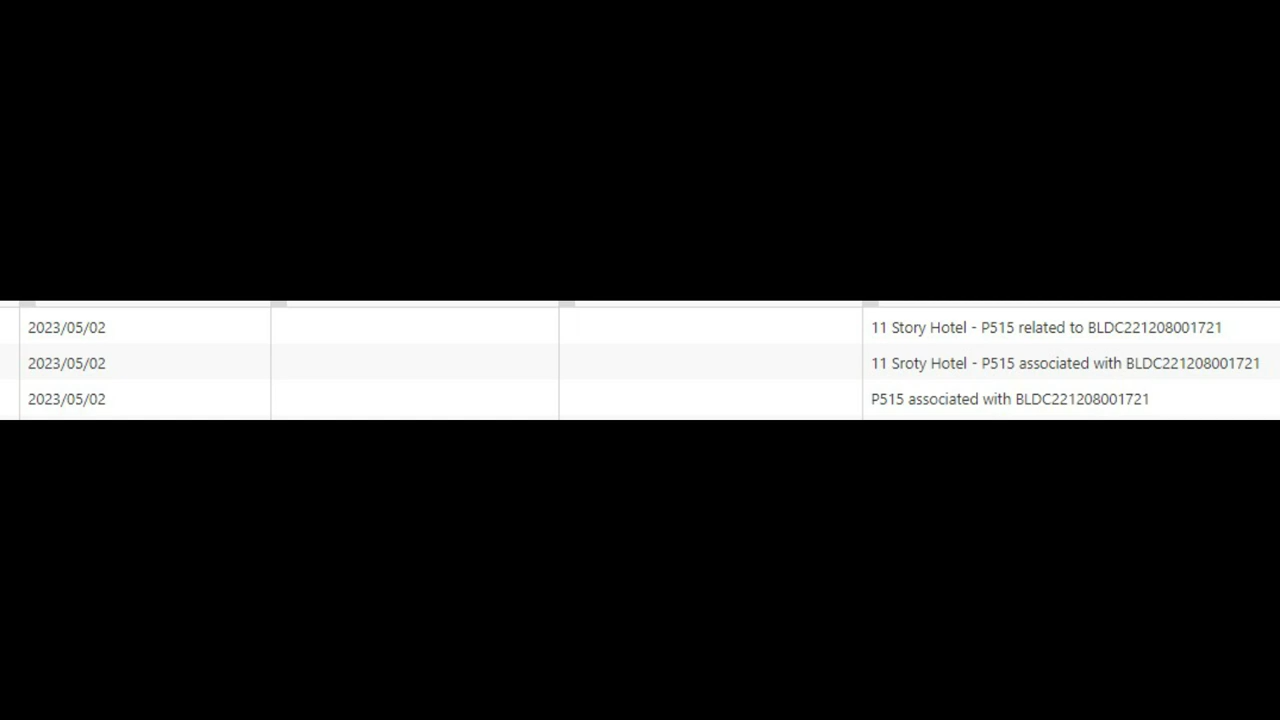 2023/05/02 11 Story Hotel - P515 related to BLDC221208001721
2023/05/02 11 Sroty Hotel - P515 associated with BLDC221208001721
2023/05/02 P515 associated with BLDC221208001721